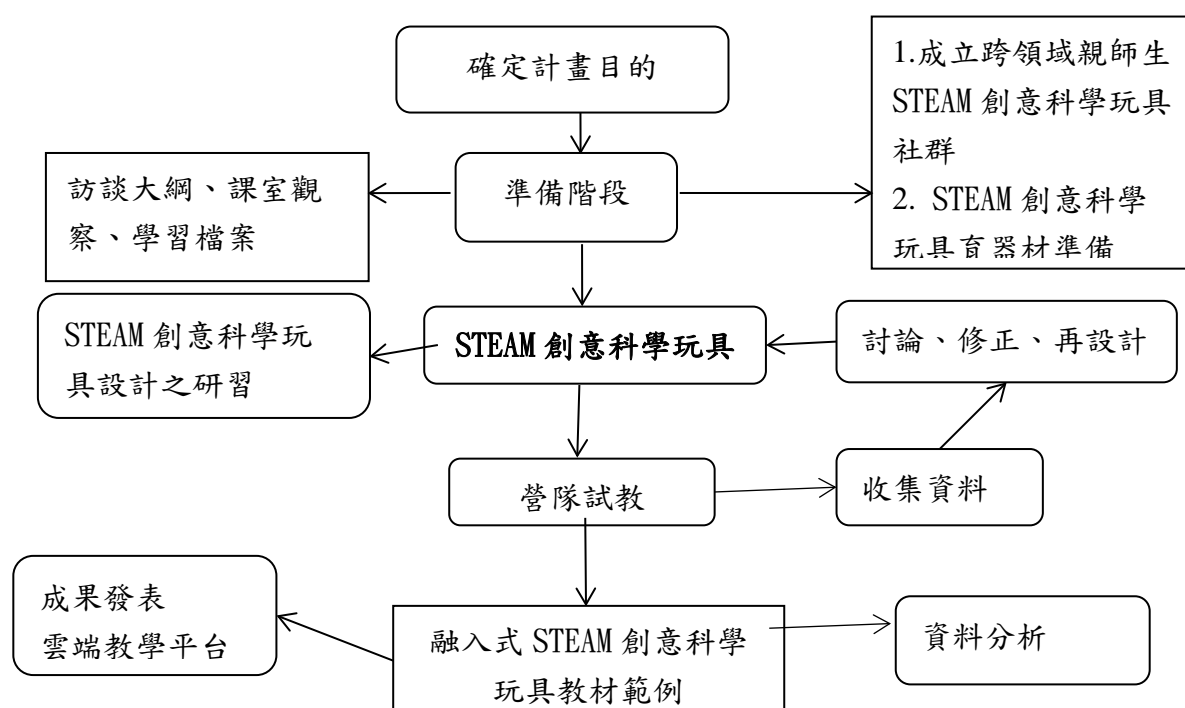 確定計畫目的
1.成立跨領域親師生
STEAM 創意科學玩具
社群
2. STEAM 創意科學
玩具育器材準備
訪談大綱、課室觀
察、學習檔案
準備階段
STEAM 創意科學玩
具設計之研習
STEAM 創意科學玩具
討論、修正、再設計
營隊試教
收集資料
成果發表
雲端教學平台
融入式 STEAM 創意科學
玩具教材範例
資料分析